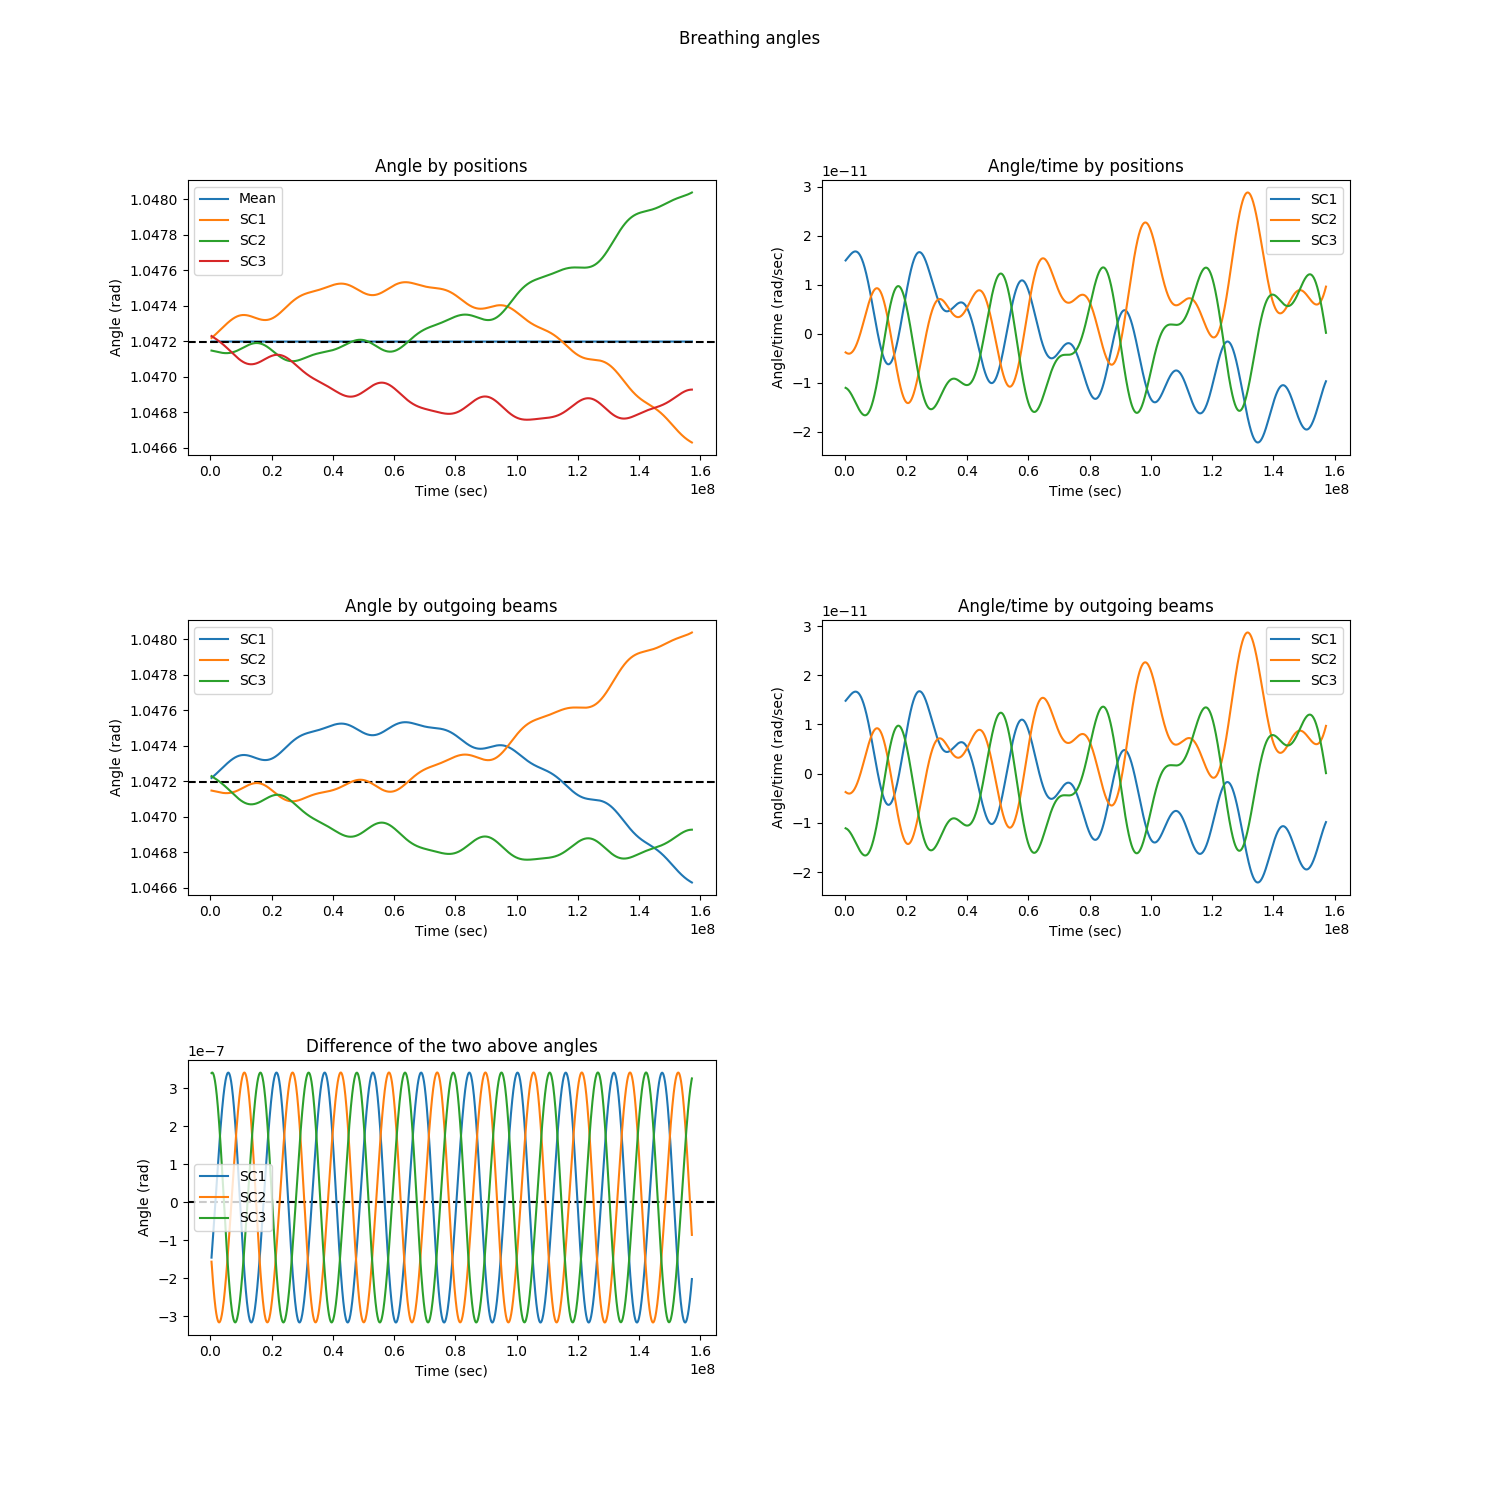 Breathing angles
Angle by positions
1.0480
1.0478
1.0476
1.0474
1.0472
1.0470
1.0468
1.0466
Angle (rad)
Mean
SC1
SC2
SC3
0.0 0.2 0.4 0.6 0.8 1.0 1.2 1.4 1.6
1e8
Time (sec)
Angle/time by positions
1e−11
3
2
1
0
−1
−2
Angle/time (rad/sec)
SC1
SC2
SC3
0.0 0.2 0.4 0.6 0.8 1.0 1.2 1.4 1.6
1e8
Time (sec)
Angle by outgoing beams
1.0480
1.0478
1.0476
1.0474
1.0472
1.0470
1.0468
1.0466
Angle (rad)
SC1
SC2
SC3
0.0 0.2 0.4 0.6 0.8 1.0 1.2 1.4 1.6
1e8
Time (sec)
Angle/time by outgoing beams
1e−11
3
2
1
0
−1
−2
Angle/time (rad/sec)
SC1
SC2
SC3
0.0 0.2 0.4 0.6 0.8 1.0 1.2 1.4 1.6
1e8
Time (sec)
Difference of the two above angles
1e−7
3
2
1
0
−1
−2
−3
Angle (rad)
SC1
SC2
SC3
0.0 0.2 0.4 0.6 0.8 1.0 1.2 1.4 1.6
1e8
Time (sec)